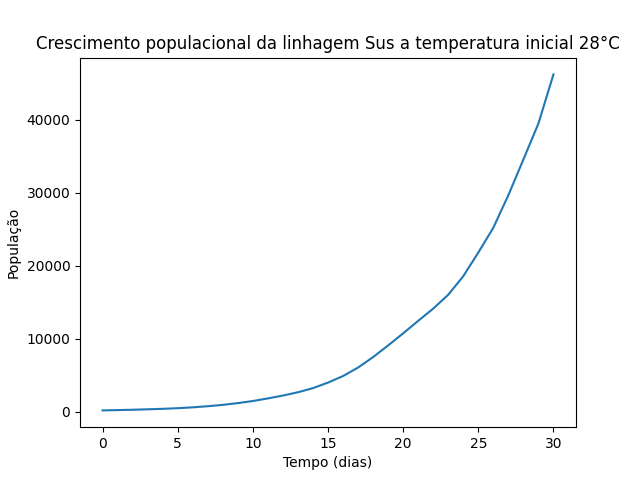 Crescimento populacional da linhagem Sus a temperatura inicial 28°C
População
40000
30000
20000
10000
0
0 5 10 15 20 25 30
Tempo (dias)